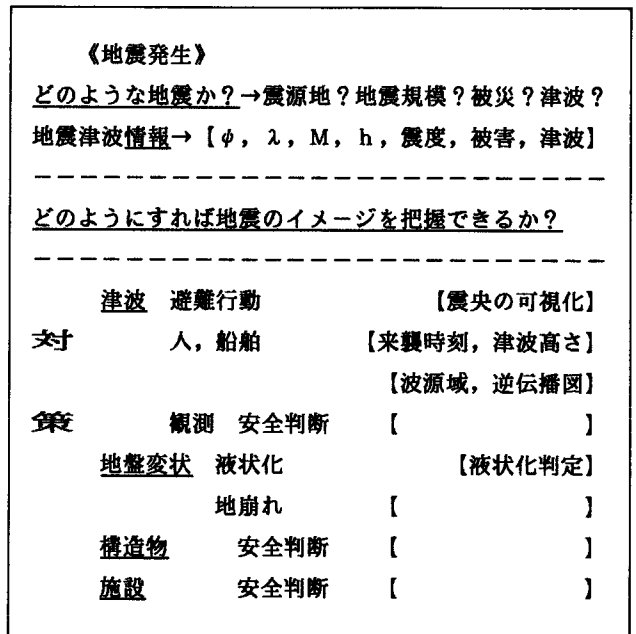 《地震発生》
どのような地震か？→震源地？地震規模？被災？津波？
地震津波情報→【φ，λ，M，h，震度，被害，津波】
どのようにすれば地震のイメージを把握できるか？
津波 避難行動 【震央の可視化】
対 人，船舶 【来襲時刻，津波高さ】
【波源域，逆伝播図】
策 観測 安全判断 【 】
地盤変状 液状化 【液状化判定】
地崩れ 【 】
構造物 安全判断 【 】
施設 安全判断 【 】